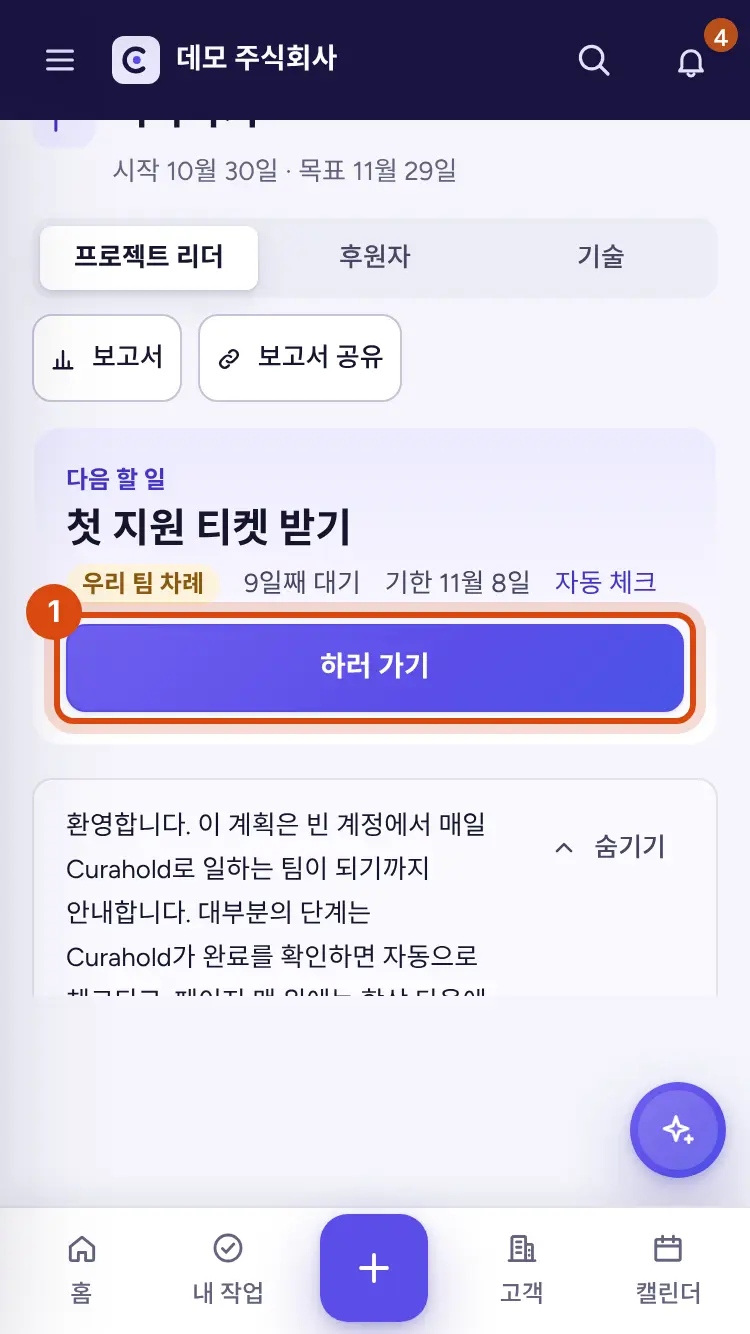 데모 주식회사
4
시작 10월 30일 · 목표 11월 29일
프로젝트 리더
후원자
기술
보고서
보고서 공유
다음 할 일
첫 지원 티켓 받기
우리 팀 차례 9일째 대기 기한 11월 8일 자동 체크
1
하러 가기
환영합니다. 이 계획은 빈 계정에서 매일
Curahold로 일하는 팀이 되기까지
안내합니다. 대부분의 단계는
Curahold가 완료를 확인하면 자동으로
숨기기
홈
내 작업
고객
캘린더